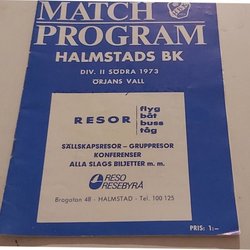 MATCH
PROGRAM
HALMSTADS BK
DIV. II SÖDRA 1973
ÖRJANS VALL
RESOR
flyg
båt
buss
tåg
SÄLLSKAPSRESOR – GRUPPRESOR
KONFERENSER
ALLA SLAGS BILJETTER m. m.
RESO
RESEBYRÅ
Brogatan 48 - HALMSTAD - Tel. 100 125
PRIS: 1:—